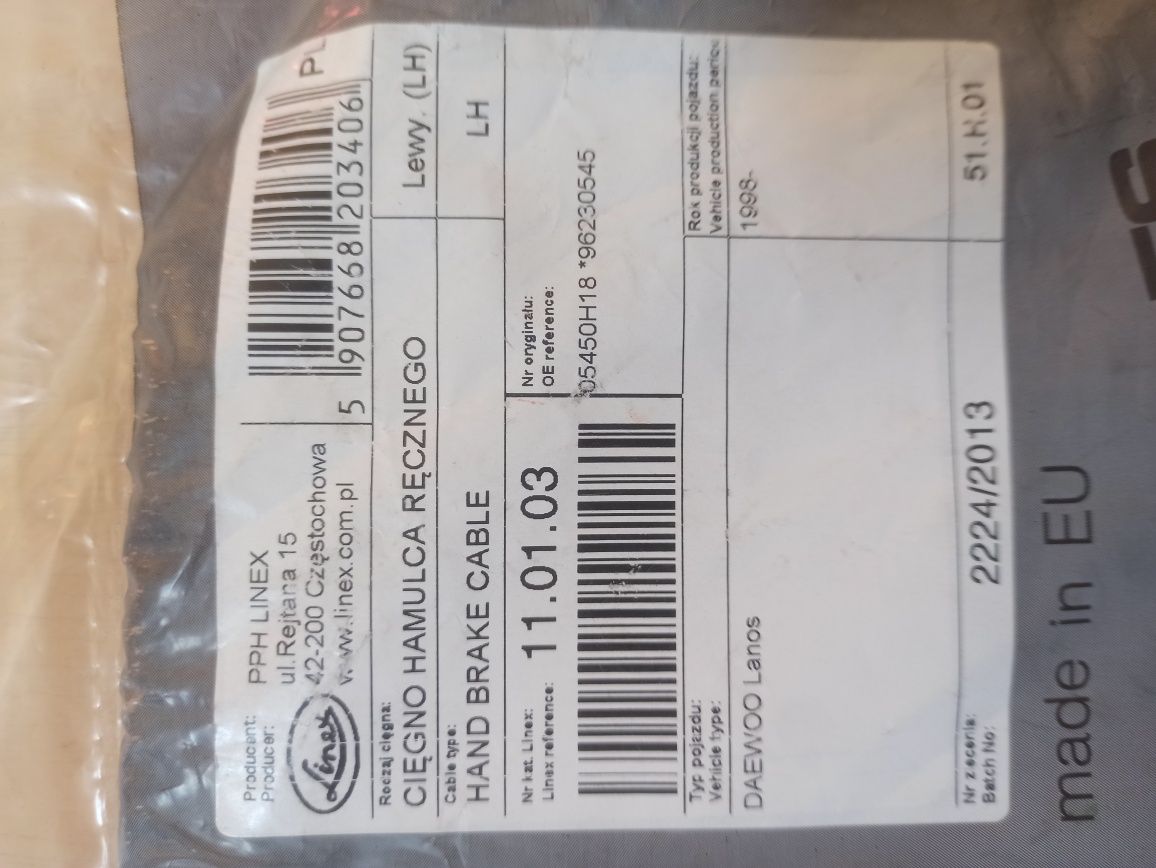 Producent:
Producer:
PPH LINEX
ul.Rejtana 15
42-200 Częstochowa
www.linex.com.pl
Linex
5 907668 203406
Rodzaj cięgna:
CIĘGNO HAMULCA RĘCZNEGO
Lewy. (LH)
Cable type:
HAND BRAKE CABLE
LH
Nr kat. Linex:
Linex reference:
11.01.03
Nr oryginału:
OE reference:
05450H18 *96230545
Typ pojazdu:
Vehicle type:
DAEWOO Lanos
Rok produkcji pojazdu:
Vehicle production period
1998-
Nr zlecenia:
Batch No:
2224/2013
51.H.01
made in EU